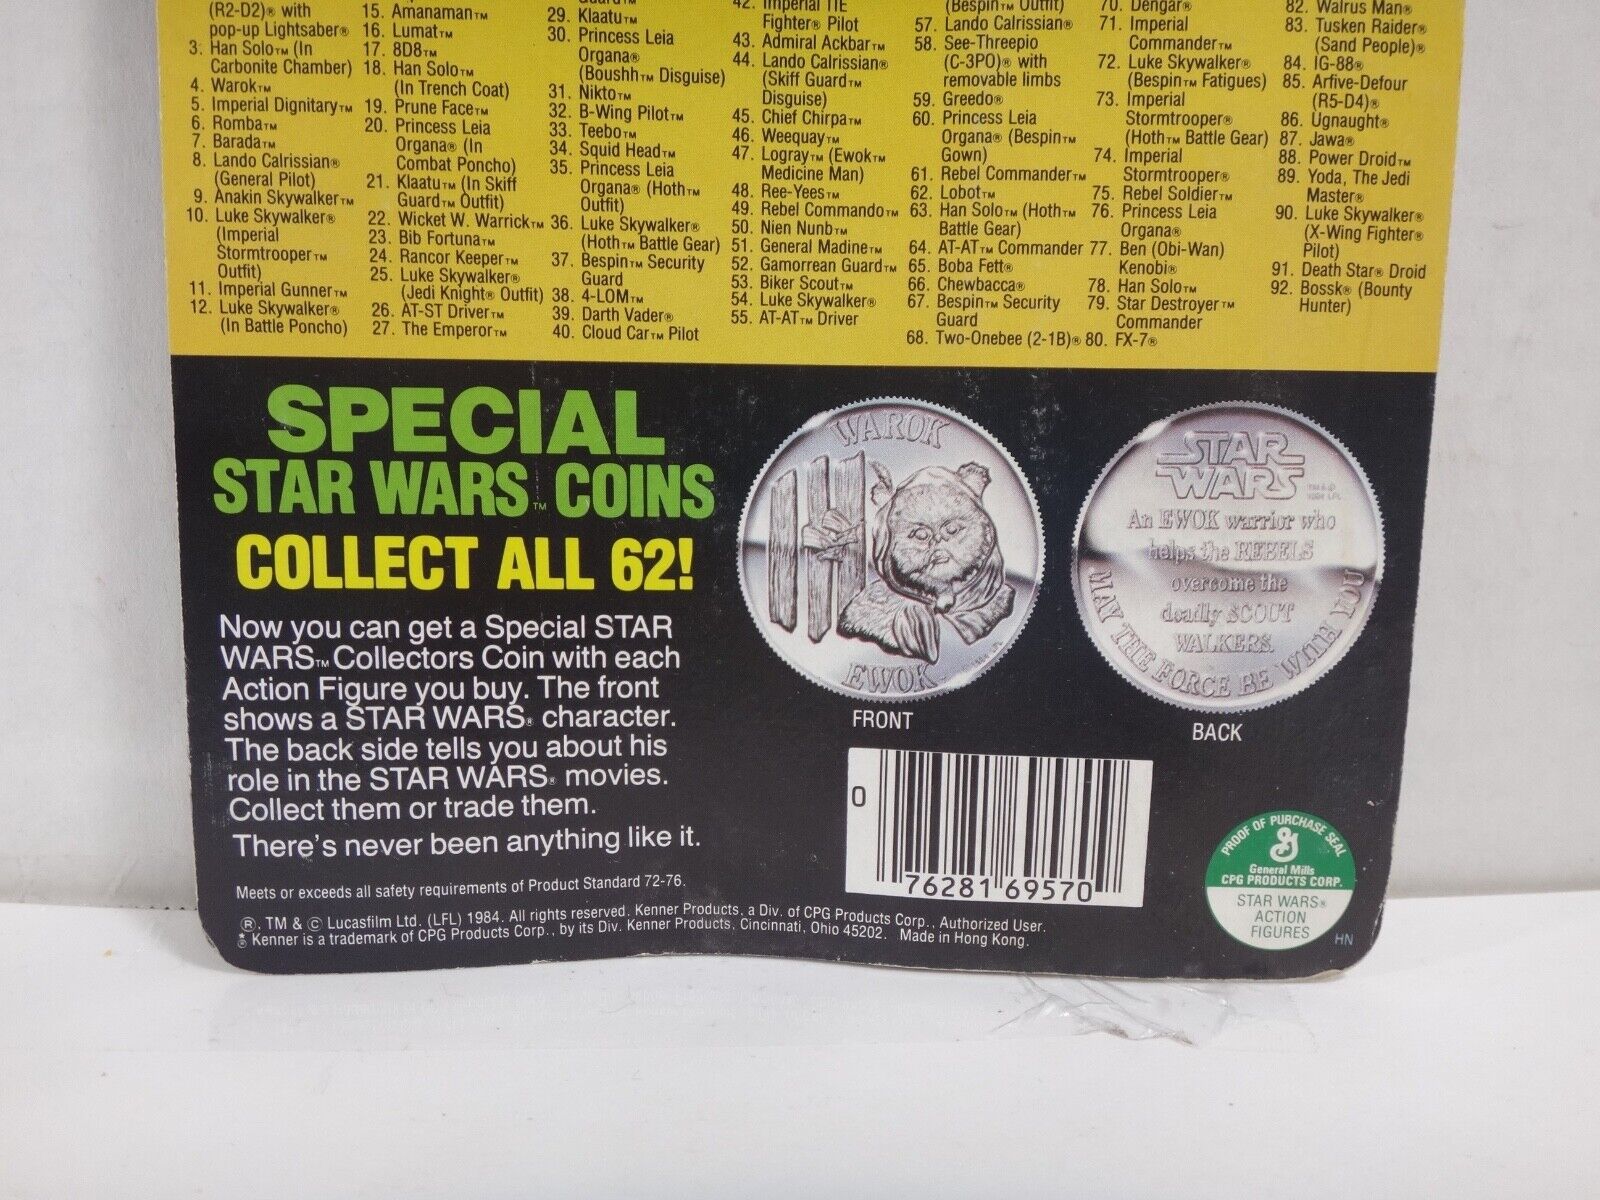 (R2-D2)® with
pop-up Lightsaber®
3. Han Solo™ (In
Carbonite Chamber)
4. Warok™
5. Imperial Dignitary™
6. Romba™
7. Barada™
8. Lando Calrissian®
(General Pilot)
9. Anakin Skywalker™
10. Luke Skywalker®
(Imperial
Stormtrooper™
Outfit)
11. Imperial Gunner™
12. Luke Skywalker®
(In Battle Poncho)
15. Amanaman™
16. Lumat™
17. 8D8™
18. Han Solo™
(In Trench Coat)
19. Prune Face™
20. Princess Leia
Organa® (In
Combat Poncho)
21. Klaatu™ (In Skiff
Guard™ Outfit)
22. Wicket W. Warrick™
23. Bib Fortuna™
24. Rancor Keeper™
25. Luke Skywalker®
(Jedi Knight® Outfit)
26. AT-ST Driver™
27. The Emperor™
29. Klaatu™
30. Princess Leia
Organa®
(Boushh™ Disguise)
31. Nikto™
32. B-Wing Pilot™
33. Teebo™
34. Squid Head™
35. Princess Leia
Organa® (Hoth™
Outfit)
36. Luke Skywalker®
(Hoth™ Battle Gear)
37. Bespin™ Security
Guard
38. 4-LOM™
39. Darth Vader®
40. Cloud Car™ Pilot
42. Imperial TIE
Fighter® Pilot
43. Admiral Ackbar™
44. Lando Calrissian®
(Skiff Guard™
Disguise)
45. Chief Chirpa™
46. Weequay™
47. Logray™ (Ewok™
Medicine Man)
48. Ree-Yees™
49. Rebel Commando™
50. Nien Nunb™
51. General Madine™
52. Gamorrean Guard™
53. Biker Scout™
54. Luke Skywalker®
55. AT-AT™ Driver
(Bespin™ Outfit)
57. Lando Calrissian®
58. See-Threepio
(C-3PO)® with
removable limbs
59. Greedo®
60. Princess Leia
Organa® (Bespin™
Gown)
61. Rebel Commander™
62. Lobot™
63. Han Solo™ (Hoth™
Battle Gear)
64. AT-AT™ Commander
65. Boba Fett®
66. Chewbacca®
67. Bespin™ Security
Guard
68. Two-Onebee (2-1B)®
70. Dengar®
71. Imperial
Commander™
72. Luke Skywalker®
(Bespin™ Fatigues)
73. Imperial
Stormtrooper®
(Hoth™ Battle Gear)
74. Imperial
Stormtrooper®
75. Rebel Soldier™
76. Princess Leia
Organa®
77. Ben (Obi-Wan)
Kenobi®
78. Han Solo™
79. Star Destroyer™
Commander
80. FX-7®
82. Walrus Man®
83. Tusken Raider®
(Sand People)®
84. IG-88®
85. Arfive-Defour
(R5-D4)®
86. Ugnaught®
87. Jawa®
88. Power Droid™
89. Yoda, The Jedi
Master®
90. Luke Skywalker®
(X-Wing Fighter®
Pilot)
91. Death Star® Droid
92. Bossk® (Bounty
Hunter)
SPECIAL
STAR WARS™ COINS
COLLECT ALL 62!
Now you can get a Special STAR
WARS™ Collectors Coin with each
Action Figure you buy. The front
shows a STAR WARS® character.
The back side tells you about his
role in the STAR WARS® movies.
Collect them or trade them.
There's never been anything like it.
WAROK
EWOK
FRONT
STAR
WARS
An EWOK warrior who
helps the REBELS
overcome the
deadly SCOUT
WALKERS
MAY THE FORCE BE WITH YOU
BACK
0 76281 69570
PROOF OF PURCHASE SEAL
General Mills
CPG PRODUCTS CORP.
STAR WARS®
ACTION
FIGURES
HN
Meets or exceeds all safety requirements of Product Standard 72-76.
®, TM & © Lucasfilm Ltd. (LFL) 1984. All rights reserved. Kenner Products, a Div. of CPG Products Corp., Authorized User.
Kenner is a trademark of CPG Products Corp., by its Div. Kenner Products, Cincinnati, Ohio 45202. Made in Hong Kong.